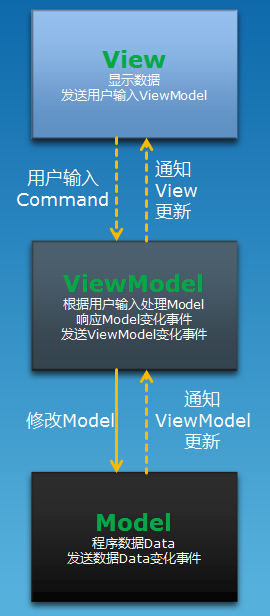 View
显示数据
发送用户输入ViewModel
用户输入
Command
通知
View
更新
ViewModel
根据用户输入处理Model
响应Model变化事件
发送ViewModel变化事件
修改Model
通知
ViewModel
更新
Model
程序数据Data
发送数据Data变化事件